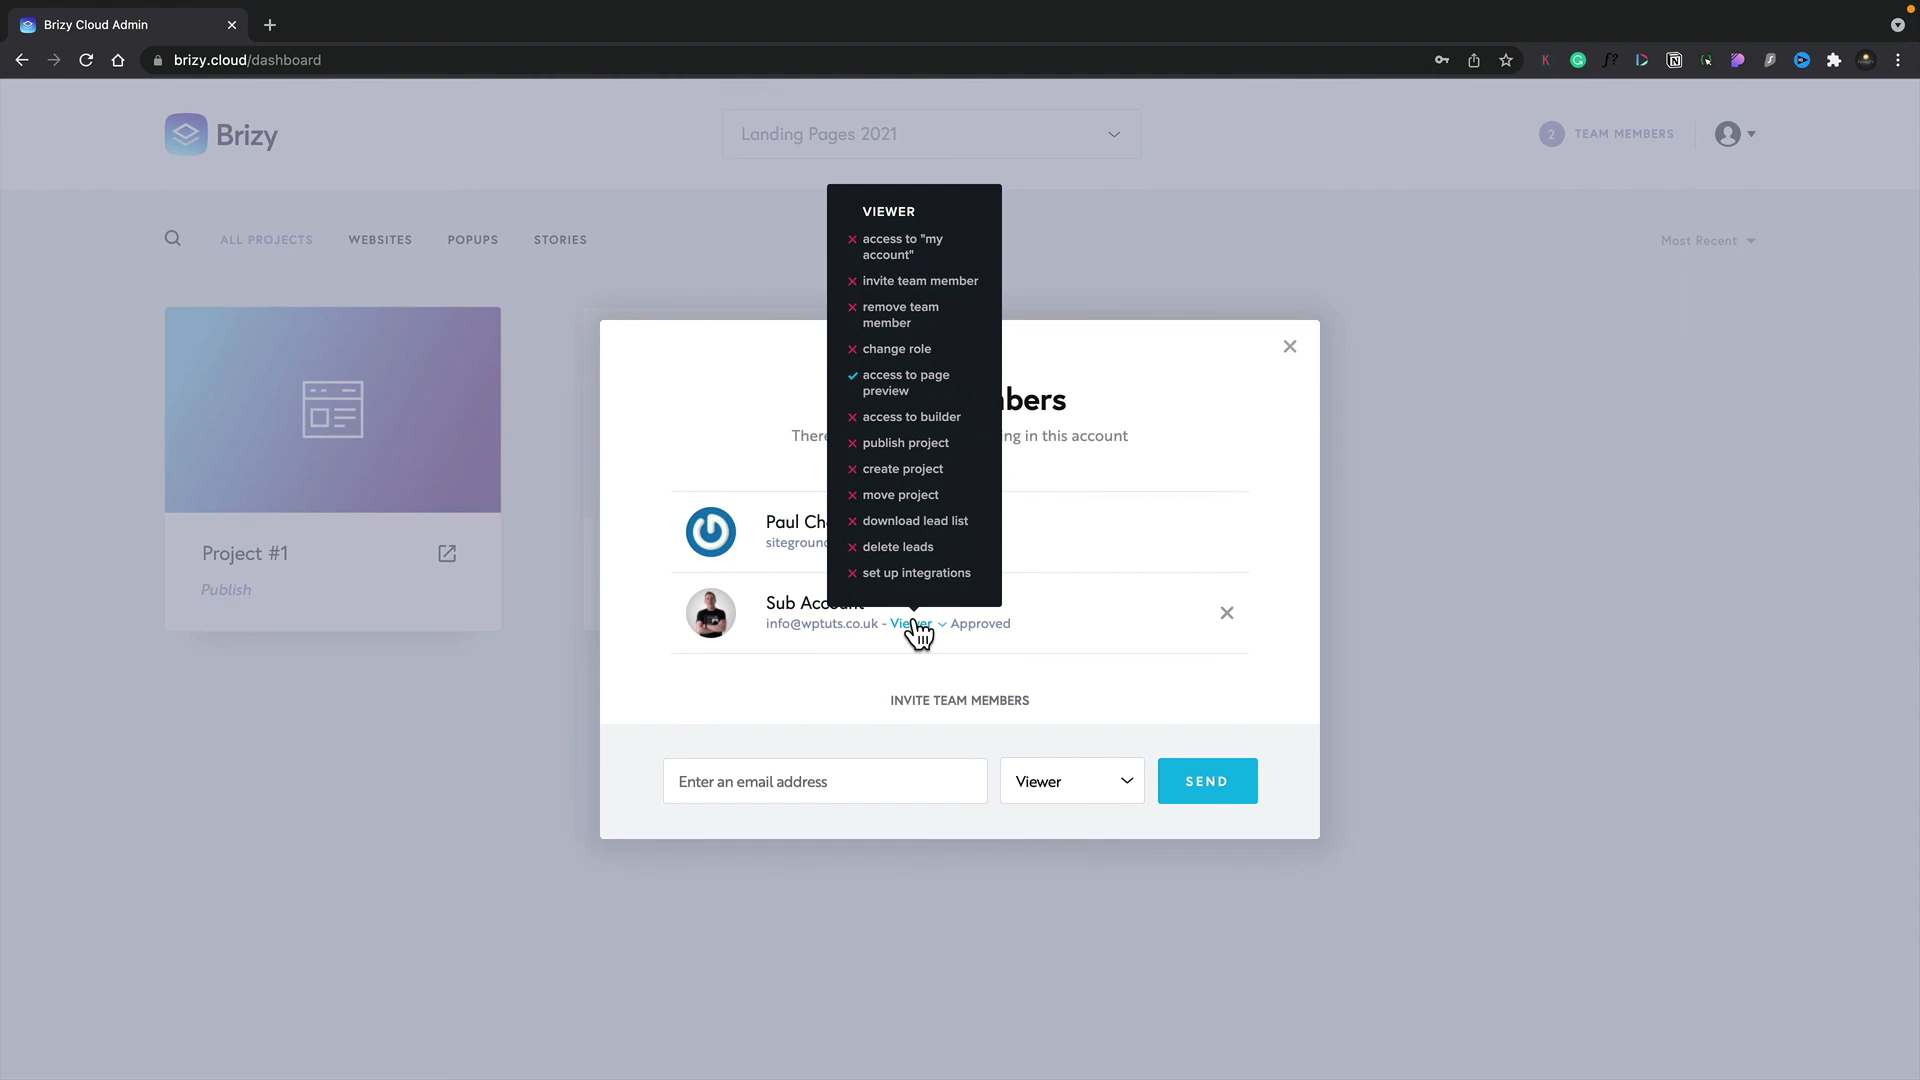 Brizy Cloud Admin
brizy.cloud/dashboard
Brizy
Landing Pages 2021
2 TEAM MEMBERS
VIEWER
access to "my
account"
invite team member
remove team
member
change role
access to page
preview
access to builder
publish project
create project
move project
download lead list
delete leads
set up integrations
ALL PROJECTS
WEBSITES
POPUPS
STORIES
Most Recent
Project #1
Publish
There
ng in this account
Paul
Sub
info@wptuts.co.uk - Viewer Approved
INVITE TEAM MEMBERS
Enter an email address
Viewer
SEND